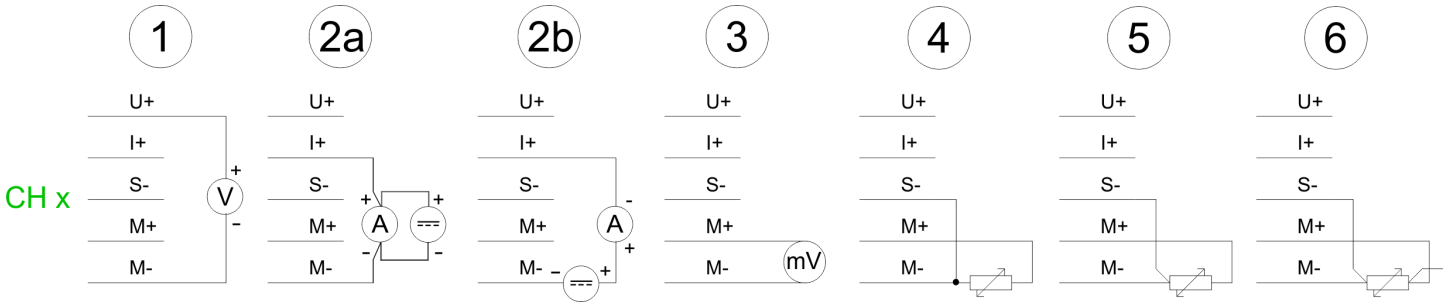 1 2a 2b 3 4 5 6
U+ U+ U+ U+ U+ U+ U+
I+ I+ I+ I+ I+ I+ I+
+ + + -
CH x S- S- S- S- S- S- S-
V A A
M+ M+ M+ M+ M+ M+ M+
- - - +
M- M- - + M- mV M- M- M- M-